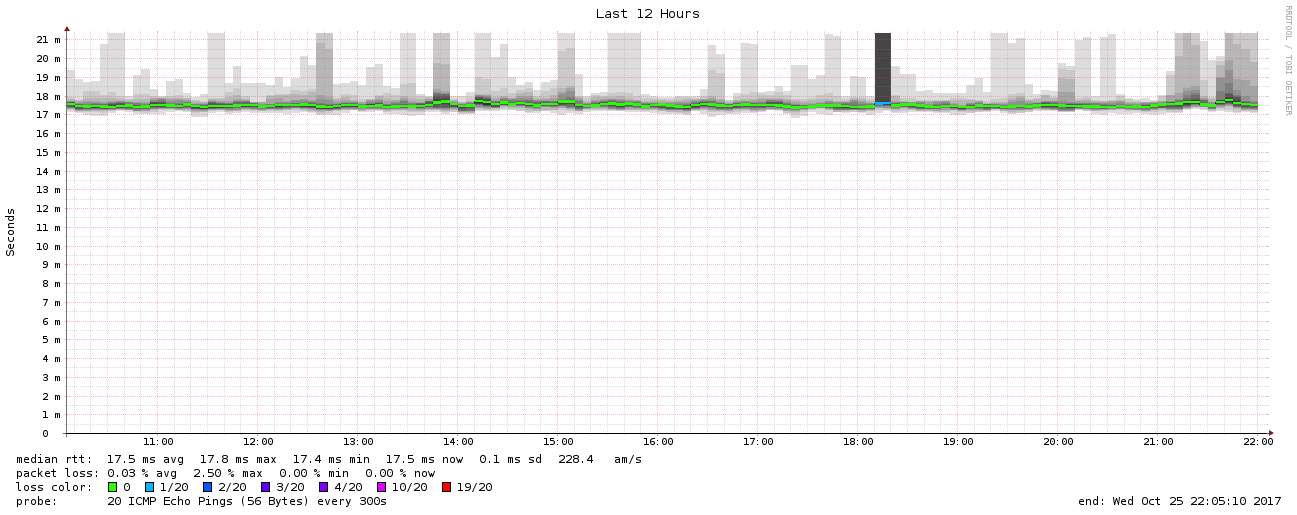 Last 12 Hours
RRDTOOL / TOBI OETIKER
Seconds
21 m
20 m
19 m
18 m
17 m
16 m
15 m
14 m
13 m
12 m
11 m
10 m
9 m
8 m
7 m
6 m
5 m
4 m
3 m
2 m
1 m
0
11:00 12:00 13:00 14:00 15:00 16:00 17:00 18:00 19:00 20:00 21:00 22:00
median rtt: 17.5 ms avg 17.8 ms max 17.4 ms min 17.5 ms now 0.1 ms sd 228.4 am/s
packet loss: 0.03 % avg 2.50 % max 0.00 % min 0.00 % now
loss color: 0 1/20 2/20 3/20 4/20 10/20 19/20
probe: 20 ICMP Echo Pings (56 Bytes) every 300s end: Wed Oct 25 22:05:10 2017